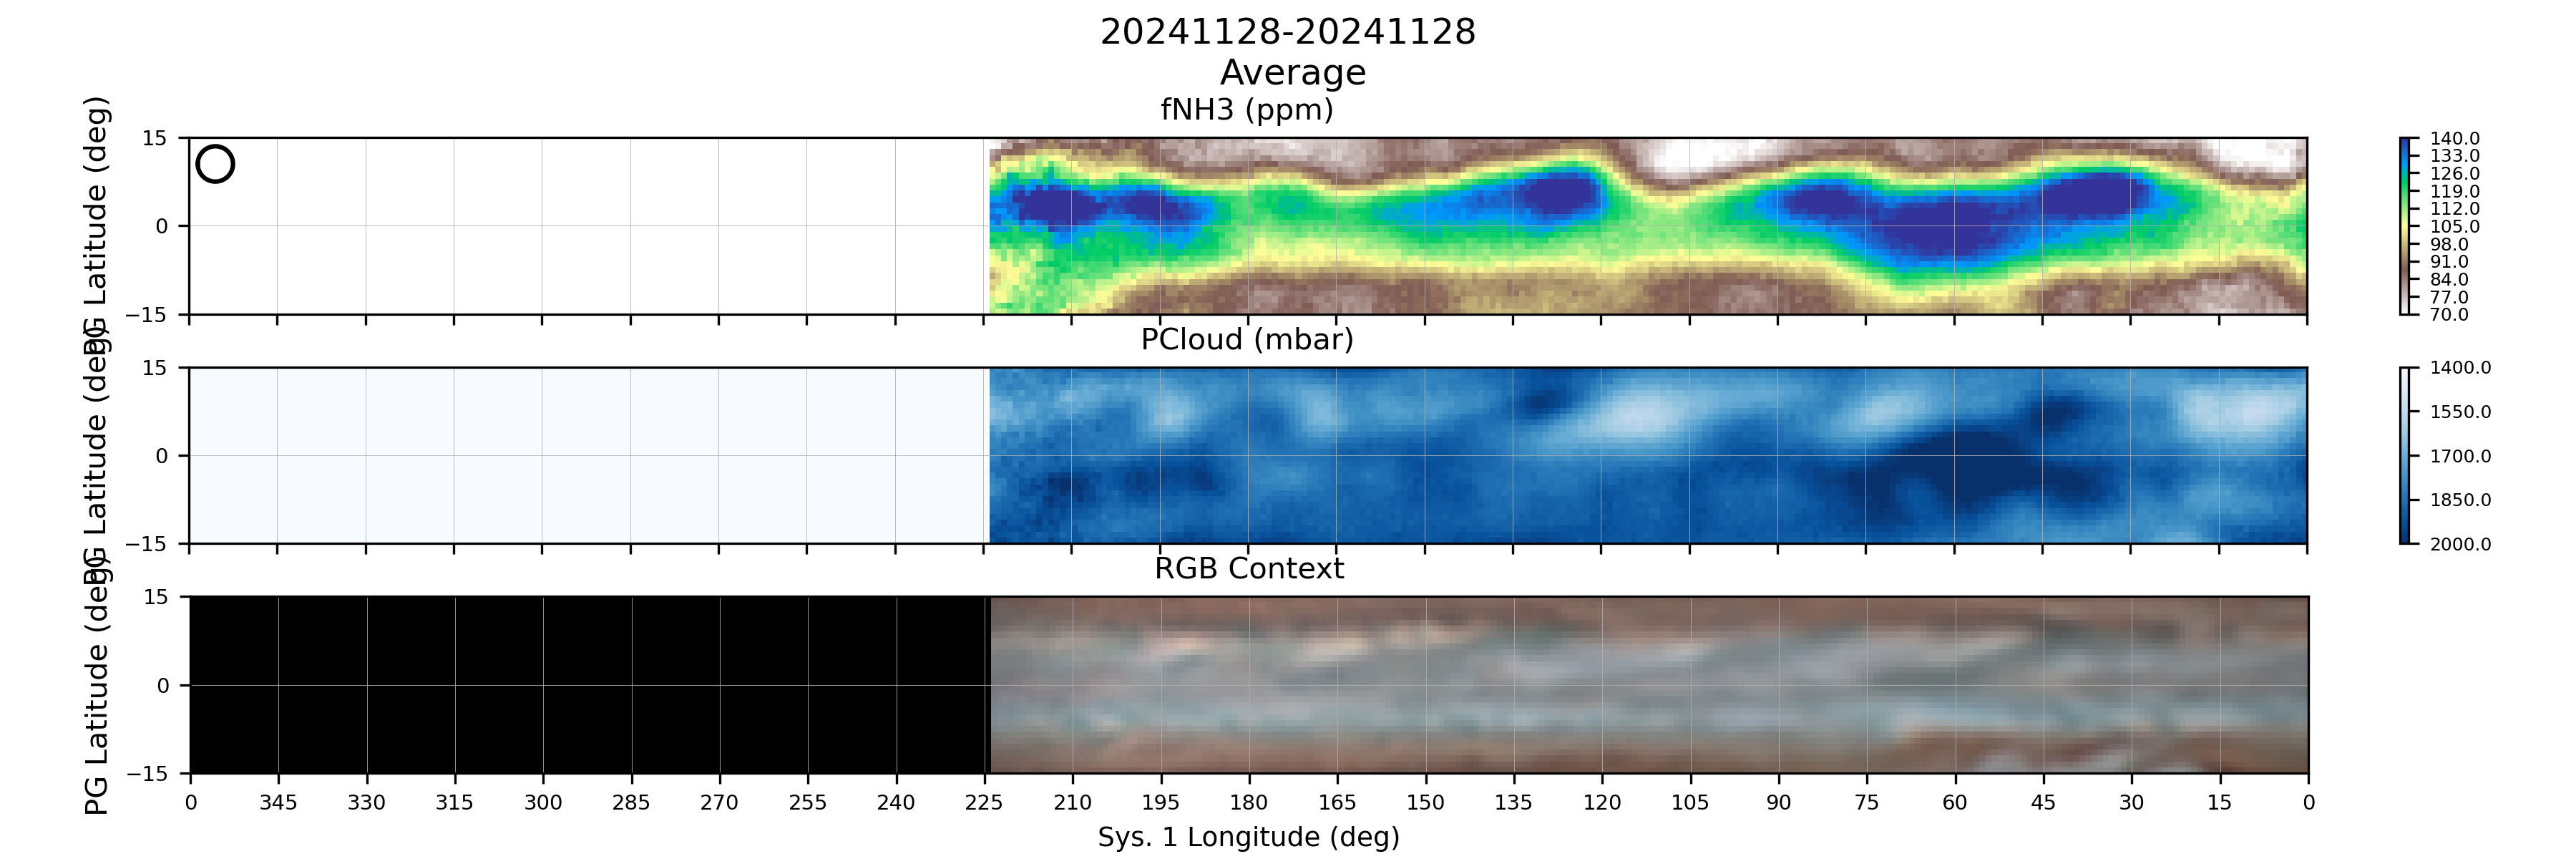 20241128-20241128
Average
fNH3 (ppm)
PG Latitude (deg)
15
0
−15
140.0
133.0
126.0
119.0
112.0
105.0
98.0
91.0
84.0
77.0
70.0
PCloud (mbar)
PG Latitude (deg)
15
0
−15
1400.0
1550.0
1700.0
1850.0
2000.0
RGB Context
PG Latitude (deg)
15
0
−15
0 345 330 315 300 285 270 255 240 225 210 195 180 165 150 135 120 105 90 75 60 45 30 15 0
Sys. 1 Longitude (deg)